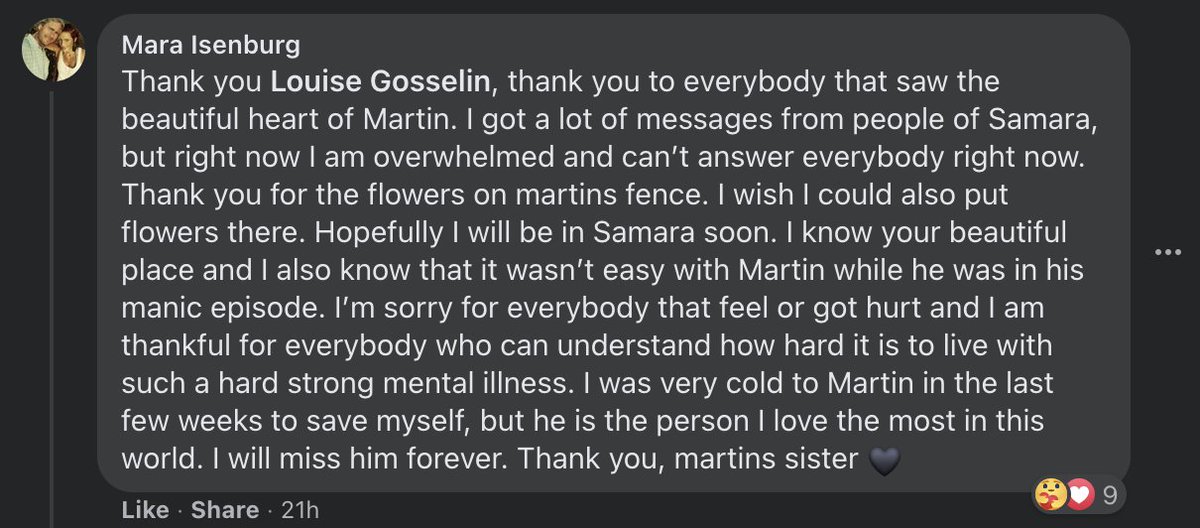 Mara Isenburg
Thank you Louise Gosselin, thank you to everybody that saw the
beautiful heart of Martin. I got a lot of messages from people of Samara,
but right now I am overwhelmed and can’t answer everybody right now.
Thank you for the flowers on martins fence. I wish I could also put
flowers there. Hopefully I will be in Samara soon. I know your beautiful
place and I also know that it wasn’t easy with Martin while he was in his
manic episode. I’m sorry for everybody that feel or got hurt and I am
thankful for everybody who can understand how hard it is to live with
such a hard strong mental illness. I was very cold to Martin in the last
few weeks to save myself, but he is the person I love the most in this
world. I will miss him forever. Thank you, martins sister 🖤
Like · Share · 21h
9